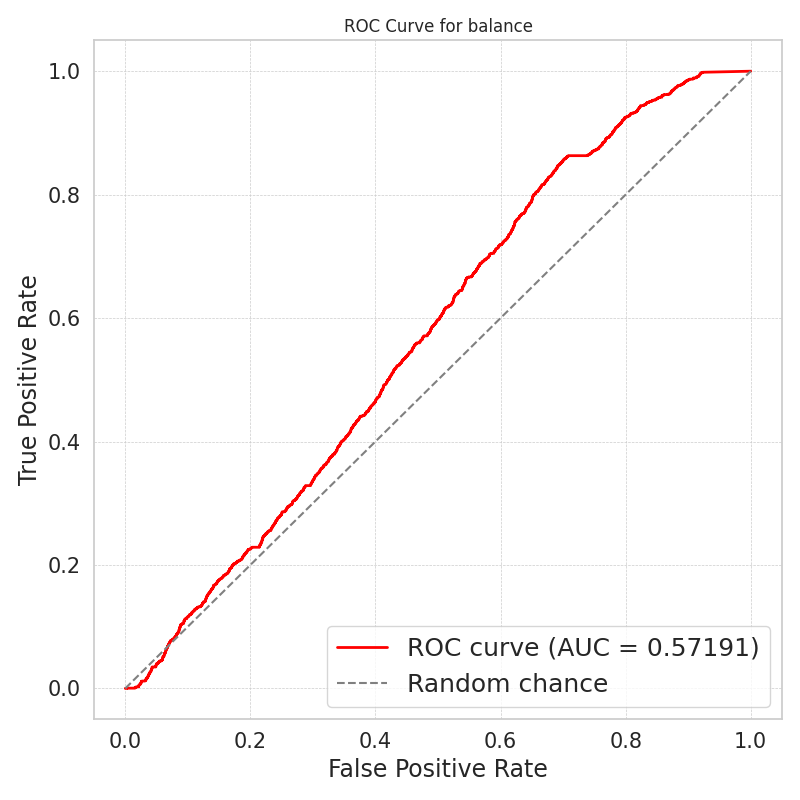 ROC Curve for balance
1.0
0.8
0.6
0.4
0.2
0.0
True Positive Rate
ROC curve (AUC = 0.57191)
Random chance
0.0 0.2 0.4 0.6 0.8 1.0
False Positive Rate